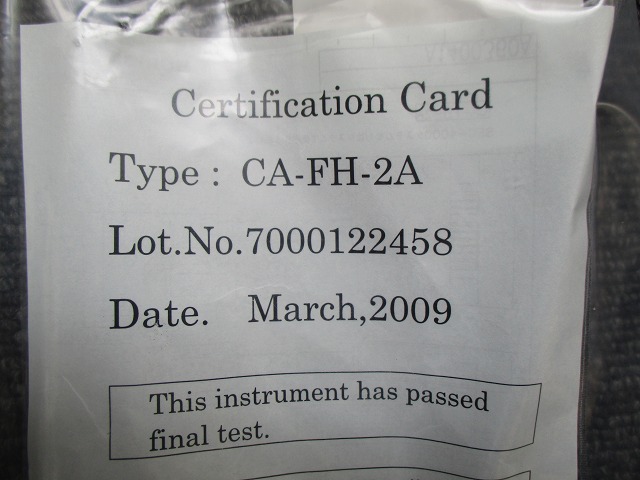 Certification Card
Type : CA-FH-2A
Lot.No.7000122458
Date. March,2009
This instrument has passed
final test.